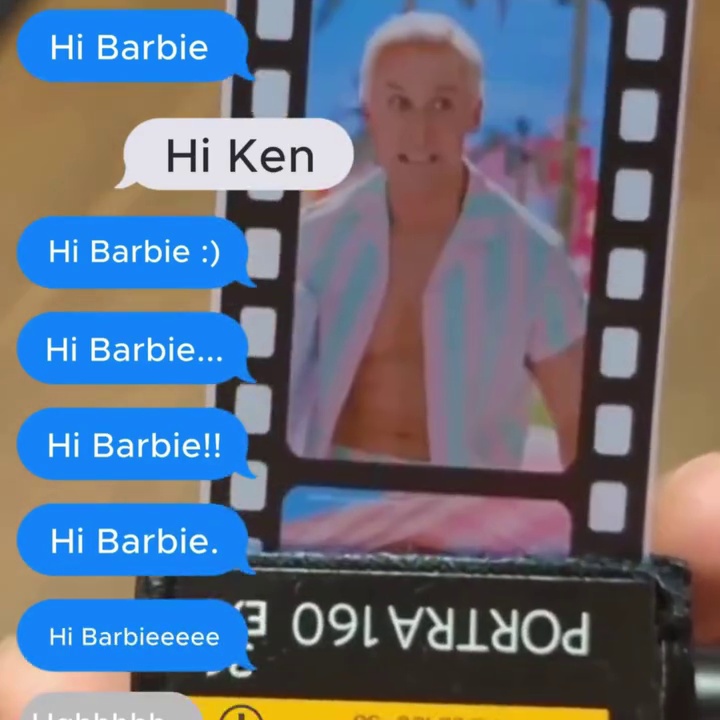 Hi Barbie
Hi Ken
Hi Barbie :)
Hi Barbie...
Hi Barbie!!
Hi Barbie.
Hi Barbieeeee
PORTRA 160